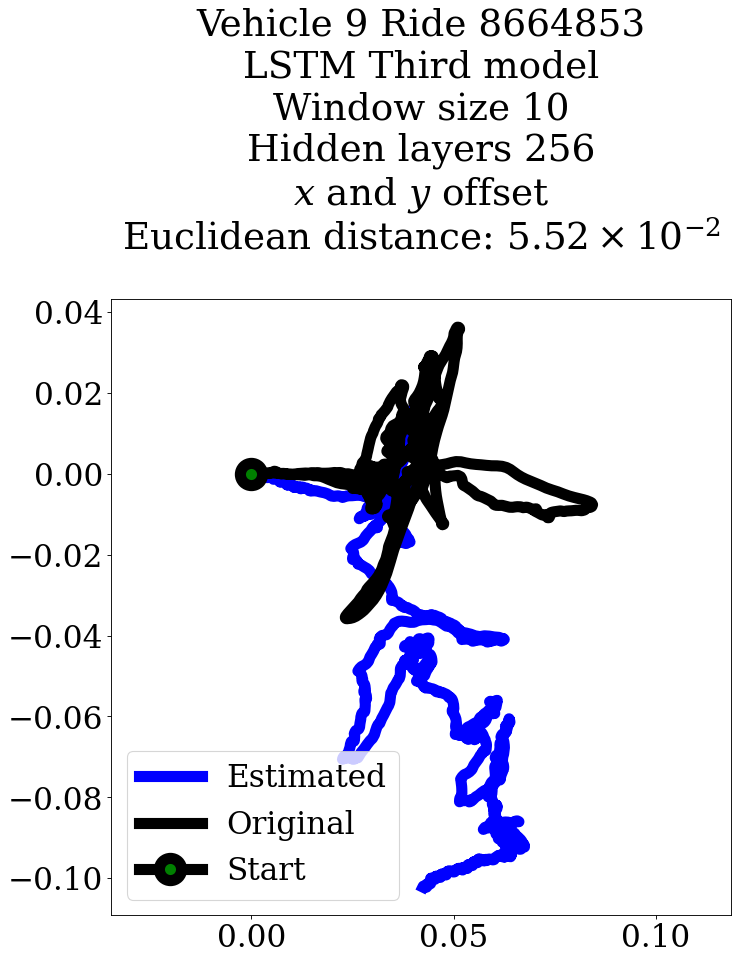 Vehicle 9 Ride 8664853
LSTM Third model
Window size 10
Hidden layers 256
x and y offset
Euclidean distance: 5.52 × 10⁻²
0.04
0.02
0.00
−0.02
−0.04
−0.06
−0.08
−0.10
Estimated
Original
Start
0.00 0.05 0.10